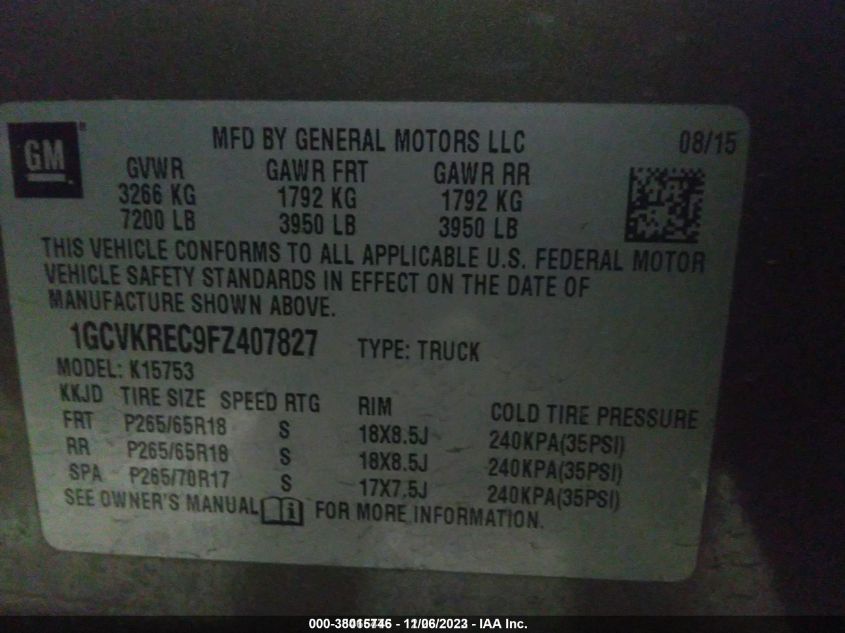 GM ®
MFD BY GENERAL MOTORS LLC 08/15
GVWR GAWR FRT GAWR RR
3266 KG 1792 KG 1792 KG
7200 LB 3950 LB 3950 LB
THIS VEHICLE CONFORMS TO ALL APPLICABLE U.S. FEDERAL MOTOR
VEHICLE SAFETY STANDARDS IN EFFECT ON THE DATE OF
MANUFACTURE SHOWN ABOVE.
1GCVKREC9FZ407827 TYPE: TRUCK
MODEL: K15753
KKJD TIRE SIZE SPEED RTG RIM COLD TIRE PRESSURE
FRT P265/65R18 S 18X8.5J 240KPA(35PSI)
RR P265/65R18 S 18X8.5J 240KPA(35PSI)
SPA P265/70R17 S 17X7.5J 240KPA(35PSI)
SEE OWNER'S MANUAL i FOR MORE INFORMATION.
- IAA Inc.